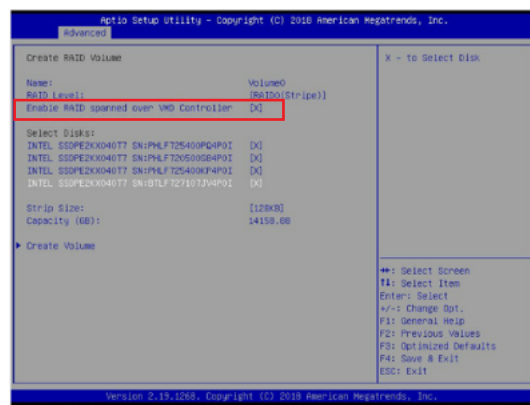 Aptio Setup Utility – Copyright (C) 2018 American Megatrends, Inc.
Advanced
Create RAID Volume
X – to Select Disk
Name: Volume0
RAID Level: [RAID0(Stripe)]
Enable RAID spanned over VMD Controller [X]
Select Disks:
INTEL SSDPE2KX040T7 SN:PHLF725400PQ4P0I [X]
INTEL SSDPE2KX040T7 SN:PHLF720500SB4P0I [X]
INTEL SSDPE2KX040T7 SN:PHLF725400KP4P0I [X]
INTEL SSDPE2KX040T7 SN:BTLF727107JV4P0I [X]
Strip Size: [128KB]
Capacity (GB): 14158.08
Create Volume
: Select Screen
: Select Item
Enter: Select
+/-: Change Opt.
F1: General Help
F2: Previous Values
F3: Optimized Defaults
F4: Save & Exit
ESC: Exit
Version 2.19.1268. Copyright (C) 2018 American Megatrends, Inc.